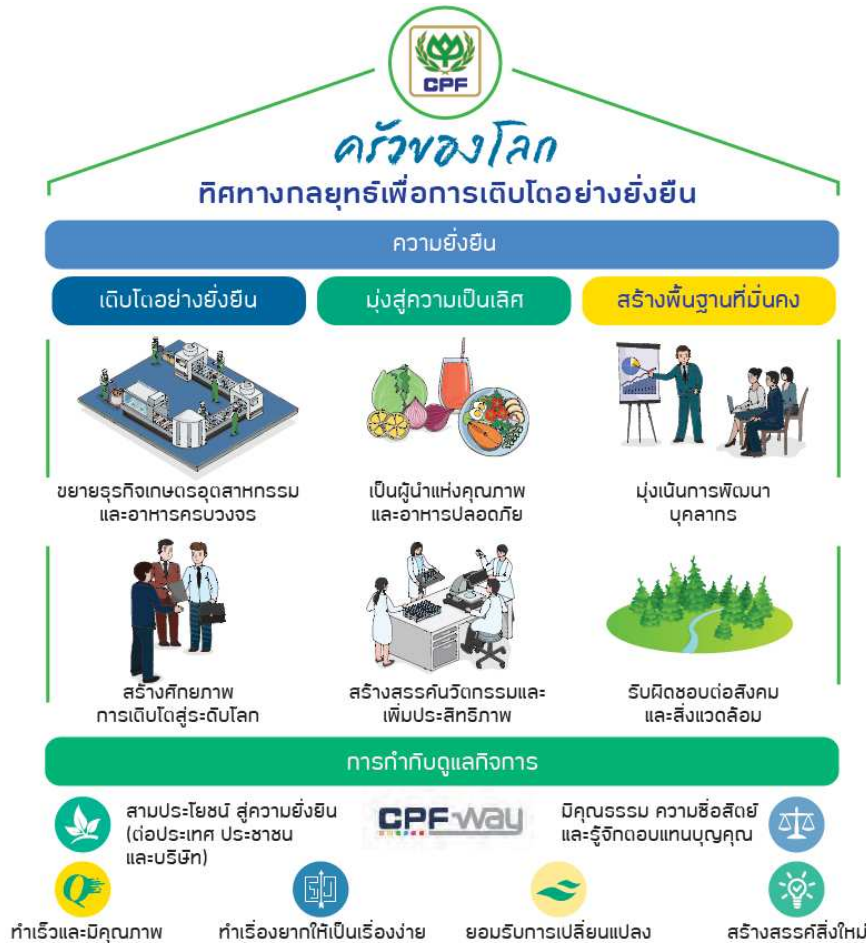 CPF
ครัวของโลก
ทิศทางกลยุทธ์เพื่อการเติบโตอย่างยั่งยืน
ความยั่งยืน
เติบโตอย่างยั่งยืน
มุ่งสู่ความเป็นเลิศ
สร้างพื้นฐานที่มั่นคง
ขยายธุรกิจเกษตรอุตสาหกรรม
และอาหารครบวงจร
เป็นผู้นำแห่งคุณภาพ
และอาหารปลอดภัย
มุ่งเน้นการพัฒนา
บุคลากร
สร้างศักยภาพ
การเติบโตสู่ระดับโลก
สร้างสรรค์นวัตกรรมและ
เพิ่มประสิทธิภาพ
รับผิดชอบต่อสังคม
และสิ่งแวดล้อม
การกำกับดูแลกิจการ
สามประโยชน์ สู่ความยั่งยืน
(ต่อประเทศ ประชาชน
และบริษัท)
CPF way
มีคุณธรรม ความซื่อสัตย์
และรู้จักตอบแทนบุญคุณ
ทำเร็วและมีคุณภาพ
ทำเรื่องยากให้เป็นเรื่องง่าย
ยอมรับการเปลี่ยนแปลง
สร้างสรรค์สิ่งใหม่